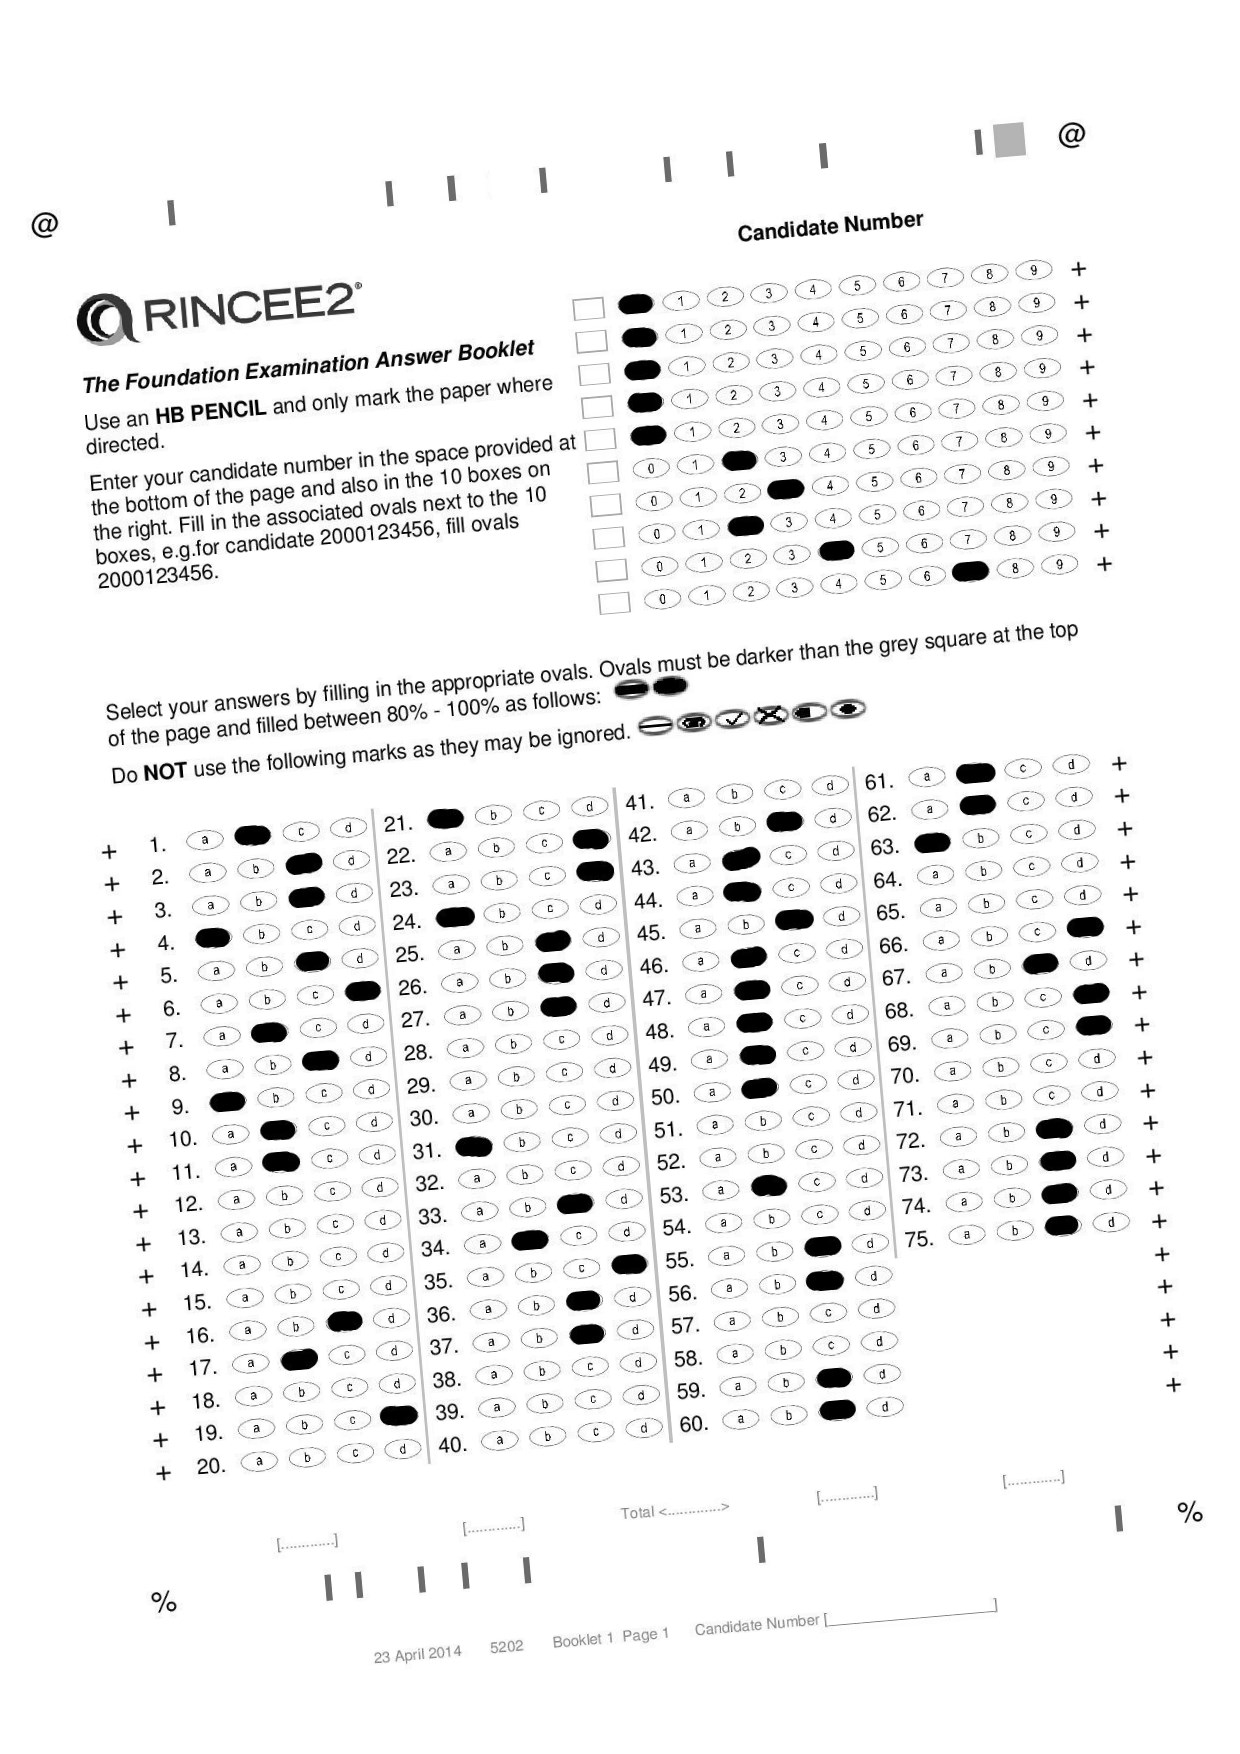 @
@
Candidate Number
RINCEE2®
The Foundation Examination Answer Booklet
Use an HB PENCIL and only mark the paper where
directed.
Enter your candidate number in the space provided at
the bottom of the page and also in the 10 boxes on
the right. Fill in the associated ovals next to the 10
boxes, e.g.for candidate 2000123456, fill ovals
2000123456.
1 2 3 4 5 6 7 8 9 +
1 2 3 4 5 6 7 8 9 +
1 2 3 4 5 6 7 8 9 +
1 2 3 4 5 6 7 8 9 +
1 2 3 4 5 6 7 8 9 +
0 1 3 4 5 6 7 8 9 +
0 1 2 4 5 6 7 8 9 +
0 1 3 4 5 6 7 8 9 +
0 1 2 3 5 6 7 8 9 +
0 1 2 3 4 5 6 8 9 +
Select your answers by filling in the appropriate ovals. Ovals must be darker than the grey square at the top
of the page and filled between 80% - 100% as follows:
Do NOT use the following marks as they may be ignored.
+ 1. a c d
+ 2. a b d
+ 3. a b d
+ 4. b c d
+ 5. a b d
+ 6. a b c
+ 7. a c d
+ 8. a b d
+ 9. b c d
+ 10. a c d
+ 11. a c d
+ 12. a b c d
+ 13. a b c d
+ 14. a b c d
+ 15. a b c d
+ 16. a b d
+ 17. a c d
+ 18. a b c d
+ 19. a b c
+ 20. a b c d
21. b c d
22. a b c
23. a b c
24. b c d
25. a b d
26. a b d
27. a b d
28. a b c d
29. a b c d
30. a b c d
31. b c d
32. a b c d
33. a b d
34. a c d
35. a b c
36. a b d
37. a b d
38. a b c d
39. a b c d
40. a b c d
41. a b c d
42. a b d
43. a c d
44. a c d
45. a b d
46. a c d
47. a c d
48. a c d
49. a c d
50. a c d
51. a b c d
52. a b c d
53. a c d
54. a b c d
55. a b d
56. a b d
57. a b c d
58. a b c d
59. a b d
60. a b d
61. a c d +
62. a c d +
63. b c d +
64. a b c d +
65. a b c d +
66. a b c +
67. a b d +
68. a b c +
69. a b c +
70. a b c d +
71. a b c d +
72. a b d +
73. a b d +
74. a b d +
75. a b d +
+
+
+
+
+
[.............]
[.............]
Total <.............>
[.............]
[.............]
%
%
23 April 2014 5202 Booklet 1 Page 1 Candidate Number [____________________]